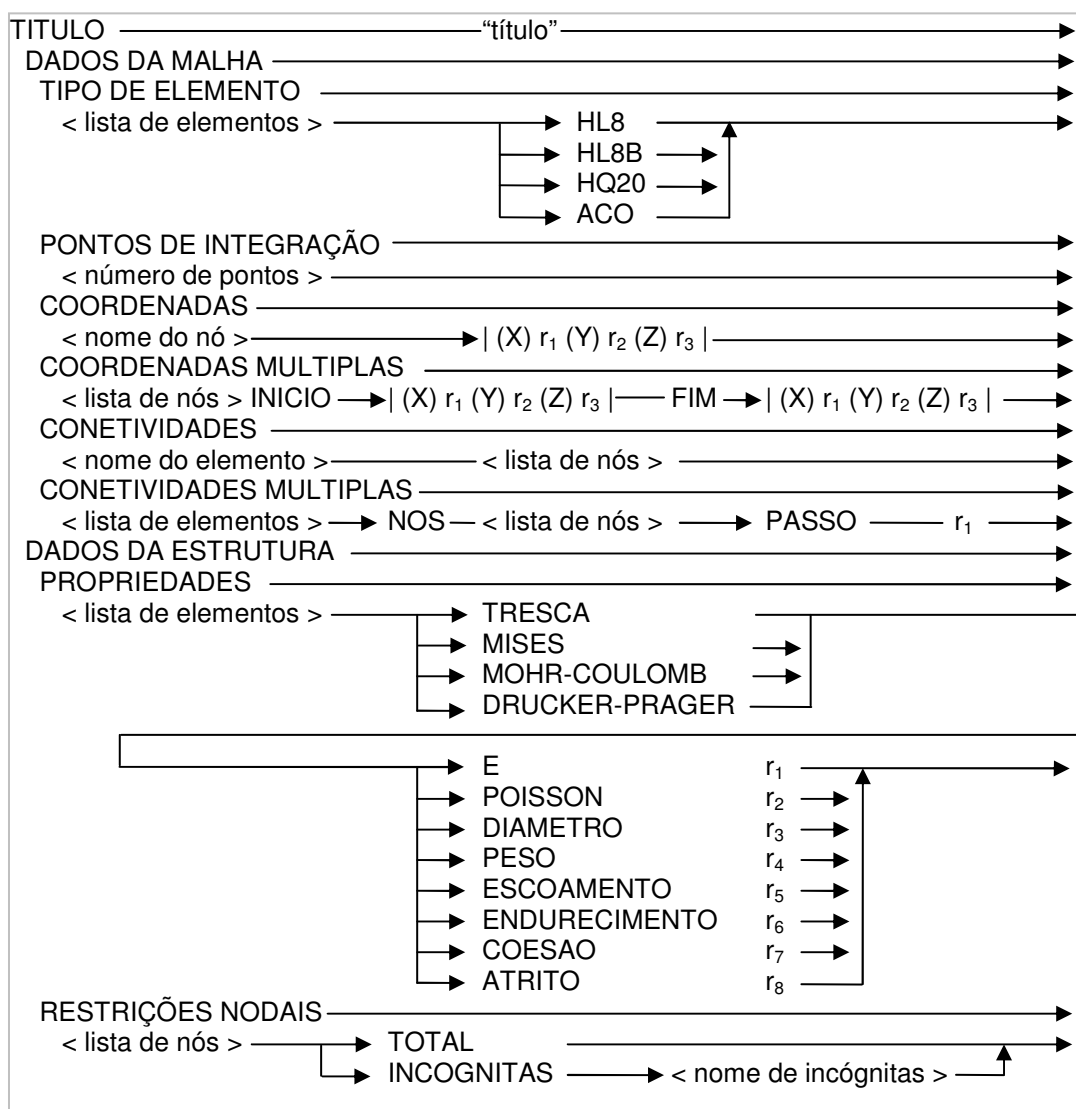 TITULO “título”
DADOS DA MALHA
TIPO DE ELEMENTO
< lista de elementos > HL8
HL8B
HQ20
ACO
PONTOS DE INTEGRAÇÃO
< número de pontos >
COORDENADAS
< nome do nó > | (X) r₁ (Y) r₂ (Z) r₃ |
COORDENADAS MULTIPLAS
< lista de nós > INICIO | (X) r₁ (Y) r₂ (Z) r₃ | FIM | (X) r₁ (Y) r₂ (Z) r₃ |
CONETIVIDADES
< nome do elemento > < lista de nós >
CONETIVIDADES MULTIPLAS
< lista de elementos > NOS < lista de nós > PASSO r₁
DADOS DA ESTRUTURA
PROPRIEDADES
< lista de elementos > TRESCA
MISES
MOHR-COULOMB
DRUCKER-PRAGER
E r₁
POISSON r₂
DIAMETRO r₃
PESO r₄
ESCOAMENTO r₅
ENDURECIMENTO r₆
COESAO r₇
ATRITO r₈
RESTRIÇÕES NODAIS
< lista de nós > TOTAL
INCOGNITAS < nome de incógnitas >